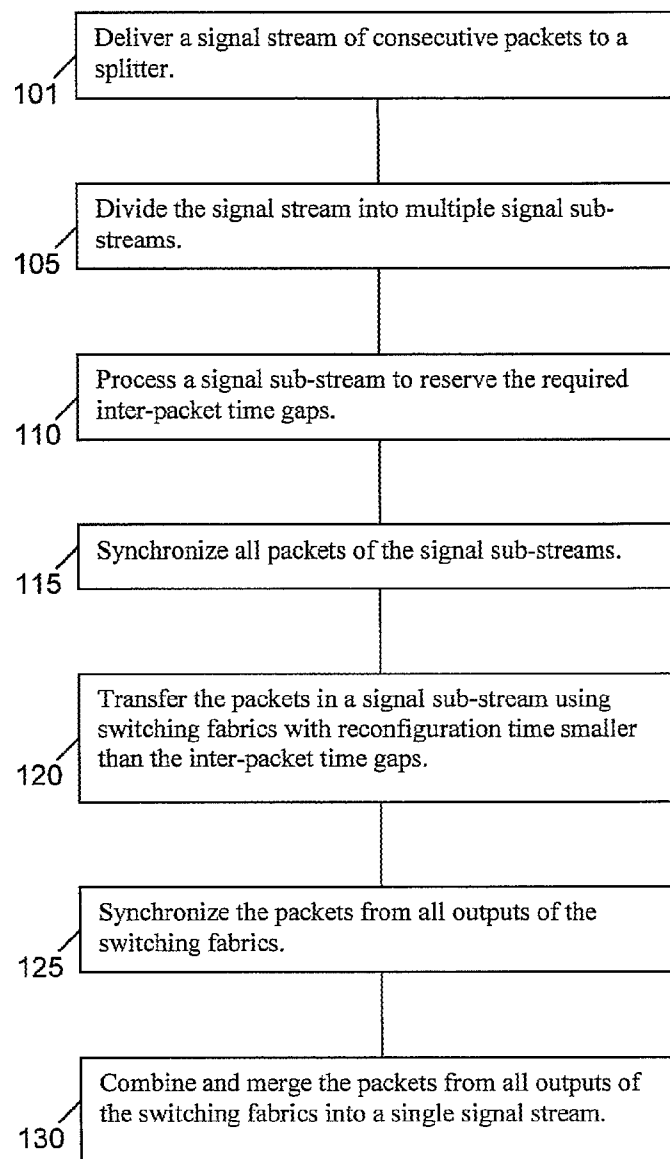 Deliver a signal stream of consecutive packets to a
splitter.
101
Divide the signal stream into multiple signal sub-
streams.
105
Process a signal sub-stream to reserve the required
inter-packet time gaps.
110
Synchronize all packets of the signal sub-streams.
115
Transfer the packets in a signal sub-stream using
switching fabrics with reconfiguration time smaller
than the inter-packet time gaps.
120
Synchronize the packets from all outputs of the
switching fabrics.
125
Combine and merge the packets from all outputs of
the switching fabrics into a single signal stream.
130